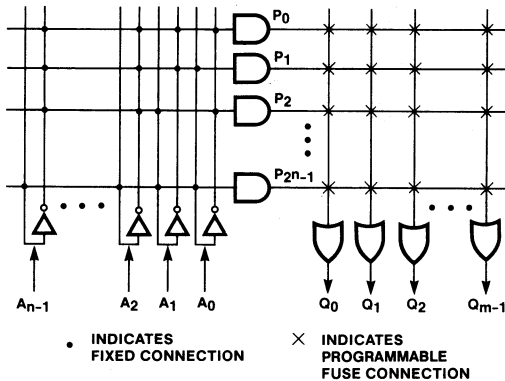 P0
P1
P2
P2n-1
An-1 A2 A1 A0 Q0 Q1 Q2 Qm-1
INDICATES
FIXED CONNECTION
INDICATES
PROGRAMMABLE
FUSE CONNECTION